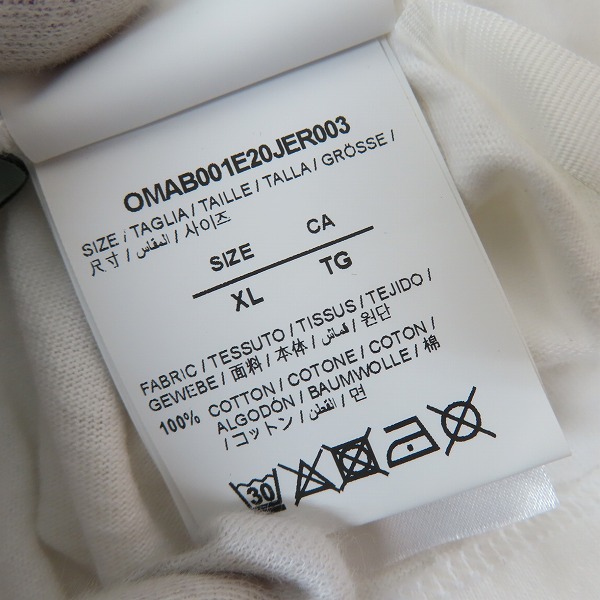 OMAB001E20JER003
SIZE / TAGLIA / TAILLE / TALLA / GRÖSSE /
尺寸 / المقاس / 사이즈
SIZE CA
XL TG
FABRIC / TESSUTO / TISSUS / TEJIDO /
GEWEBE / 面料 / 本体 / قماش / 원단
100% COTTON / COTONE / COTON /
ALGODÓN / BAUMWOLLE / 棉
/ コットン / القطن / 면
30